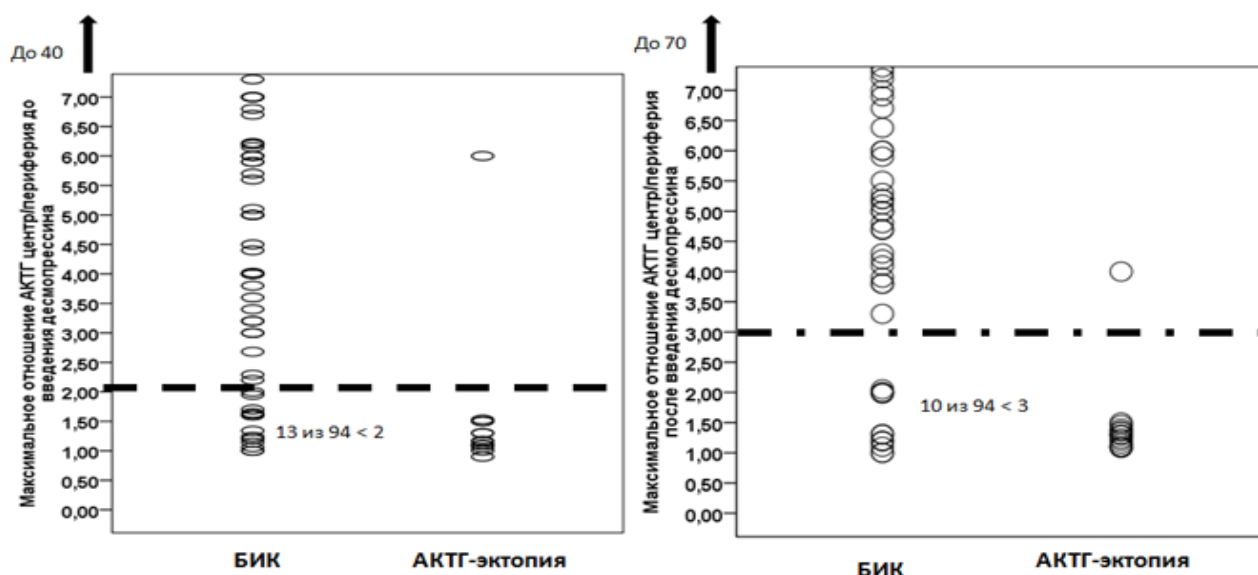 До 40
Максимальное отношение АКТГ центр/периферия до
введения десмопрессина
7,00
6,50
6,00
5,50
5,00
4,50
4,00
3,50
3,00
2,50
2,00
1,50
1,00
0,50
0,00
13 из 94 < 2
БИК
АКТГ-эктопия
До 70
Максимальное отношение АКТГ центр/периферия
после введения десмопрессина
7,00
6,50
6,00
5,50
5,00
4,50
4,00
3,50
3,00
2,50
2,00
1,50
1,00
0,50
0,00
10 из 94 < 3
БИК
АКТГ-эктопия